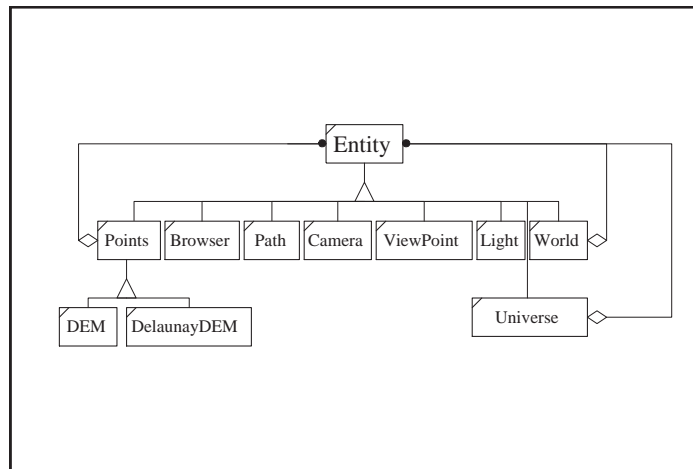 Entity
Points Browser Path Camera ViewPoint Light World
DEM DelaunayDEM Universe